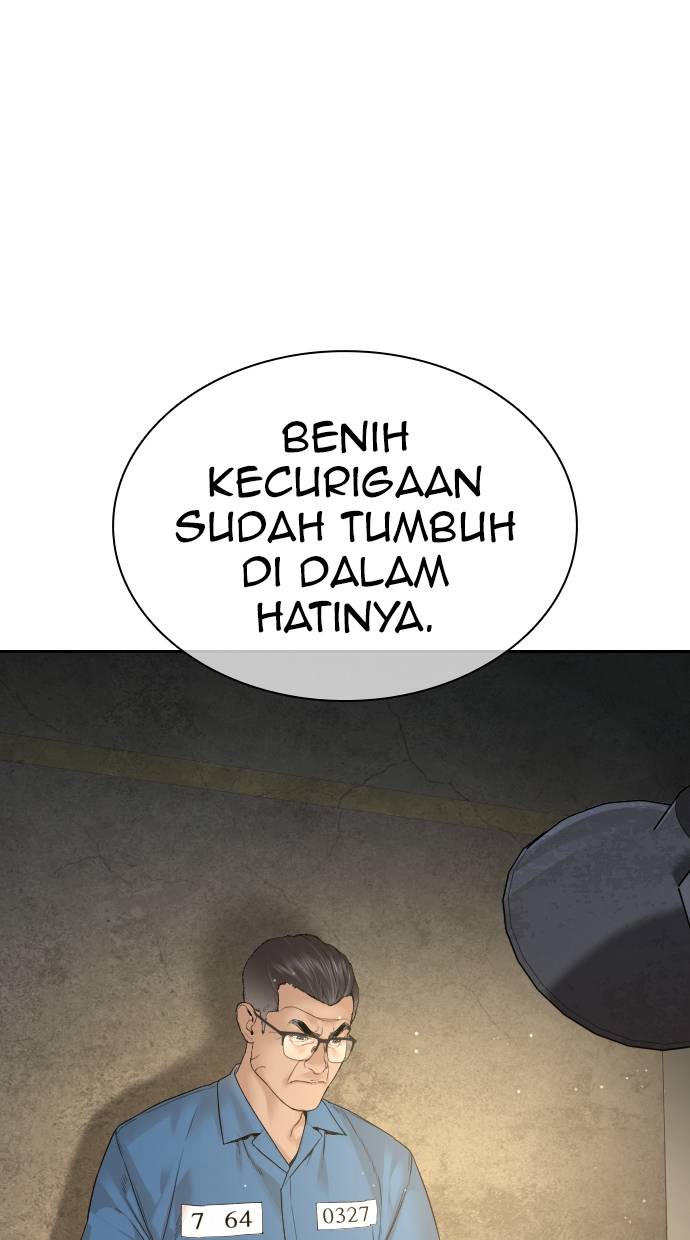 BENIH
KECURIGAAN
SUDAH TUMBUH
DI DALAM
HATINYA.
7 64
0327